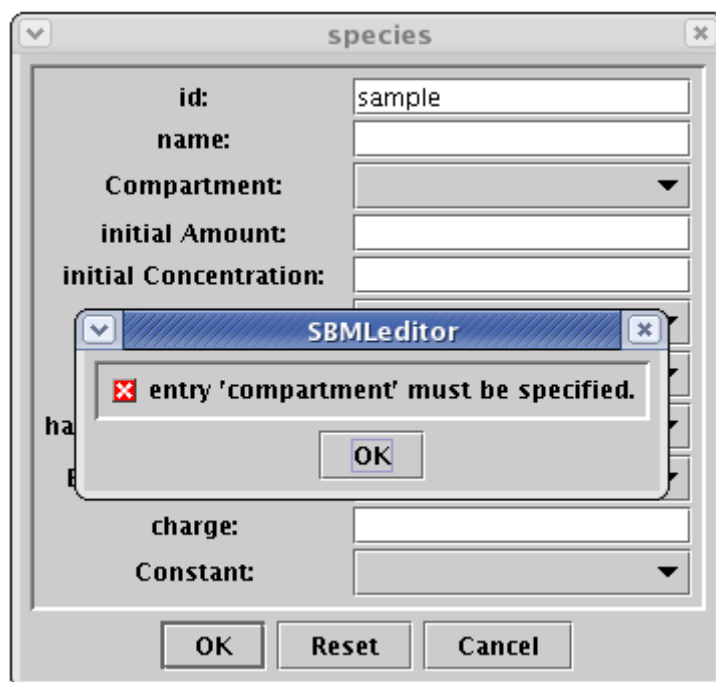 species
id:
sample
name:
Compartment:
initial Amount:
initial Concentration:
SBMLeditor
entry 'compartment' must be specified.
OK
charge:
Constant:
OK Reset Cancel